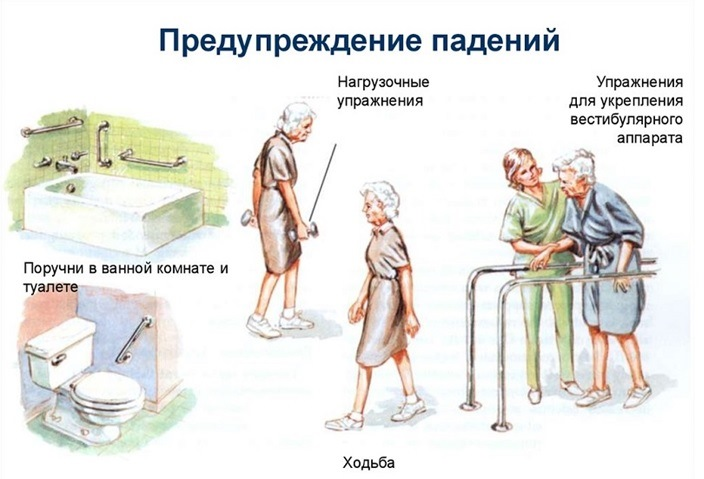 Предупреждение падений
Нагрузочные
упражнения
Упражнения
для укрепления
вестибулярного
аппарата
Поручни в ванной комнате и
туалете
Ходьба